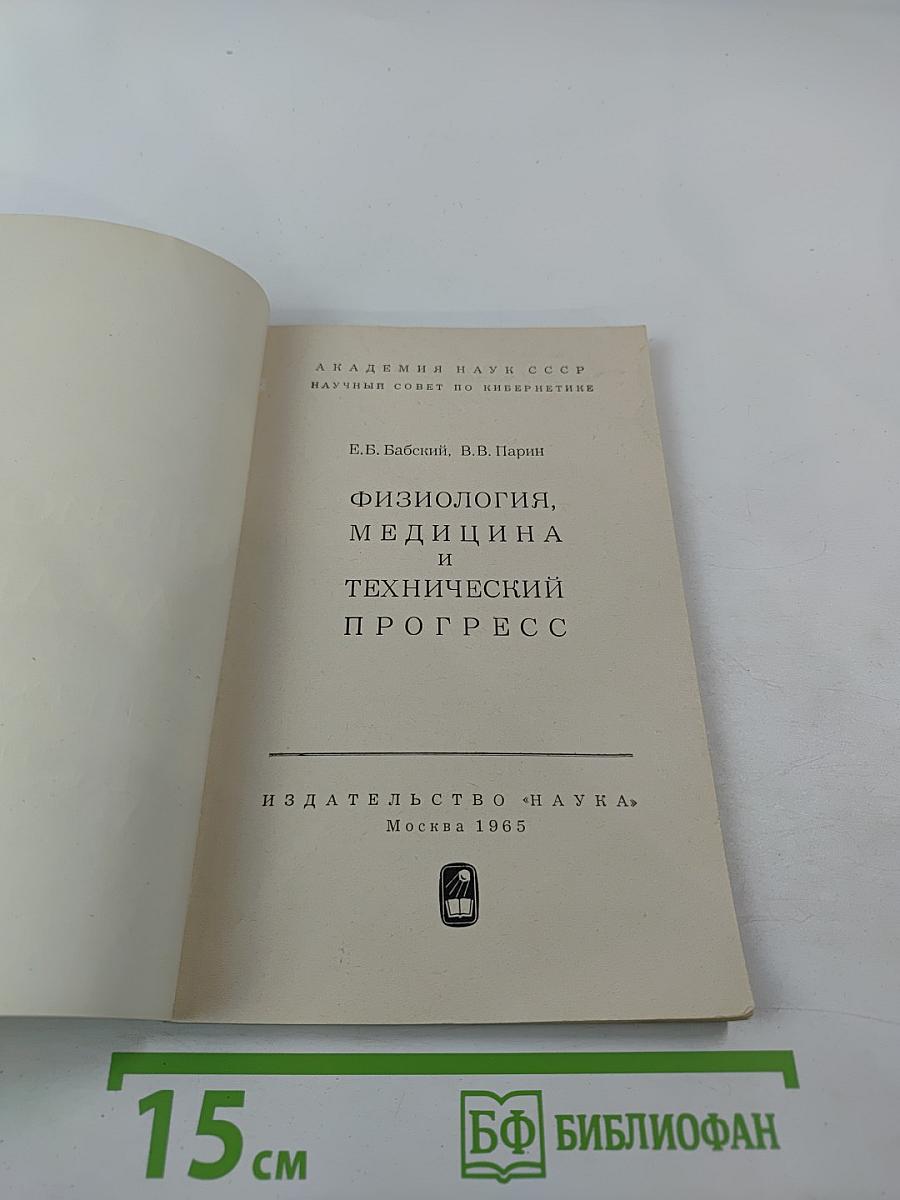 АКАДЕМИЯ НАУК СССР
НАУЧНЫЙ СОВЕТ ПО КИБЕРНЕТИКЕ
Е.Б. Бабский, В.В. Парин
ФИЗИОЛОГИЯ,
МЕДИЦИНА
И
ТЕХНИЧЕСКИЙ
ПРОГРЕСС
ИЗДАТЕЛЬСТВО «НАУКА»
Москва 1965
15 см
БФ БИБЛИОФАН